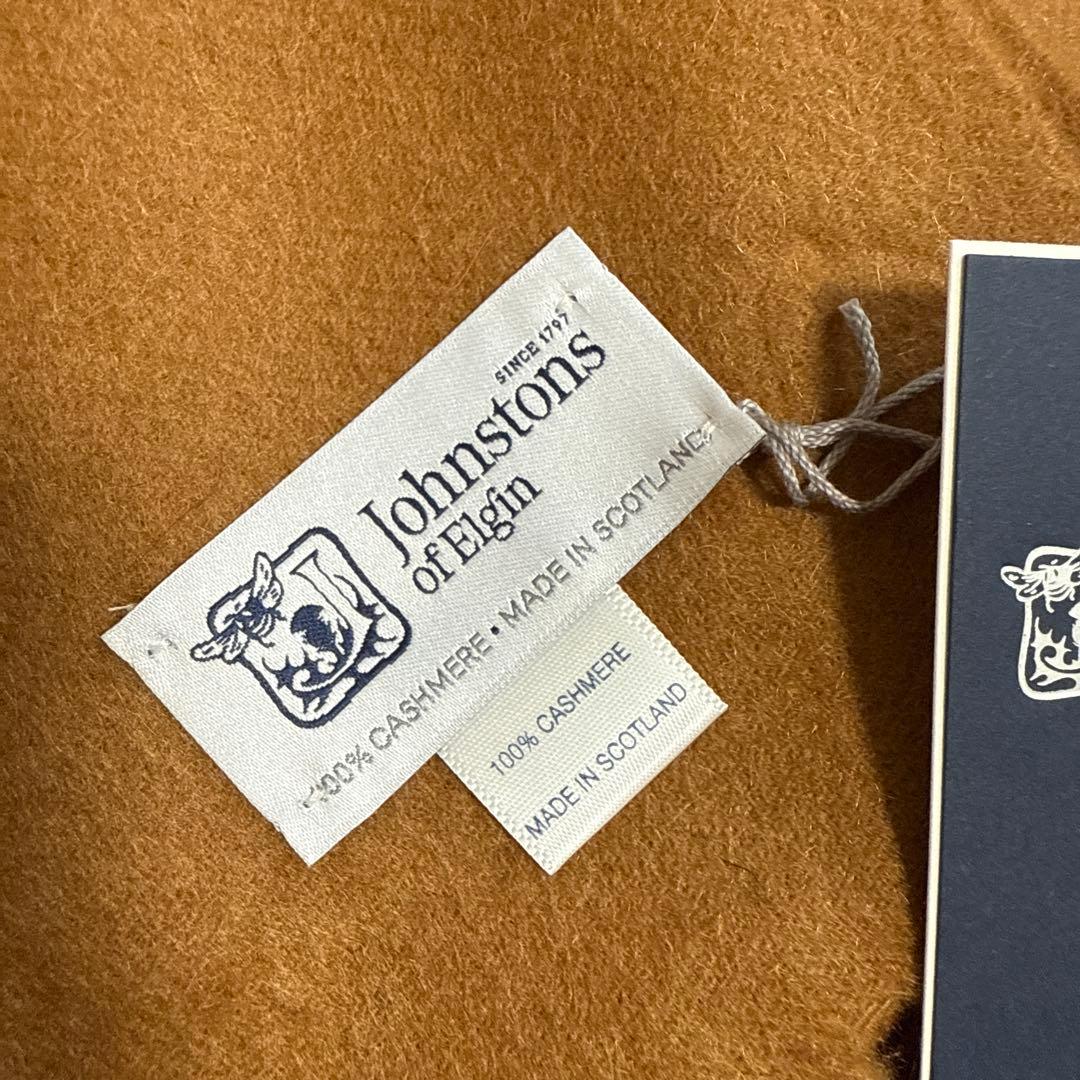 SINCE 1797
Johnstons
of Elgin
100% CASHMERE • MADE IN SCOTLAND
100% CASHMERE
MADE IN SCOTLAND